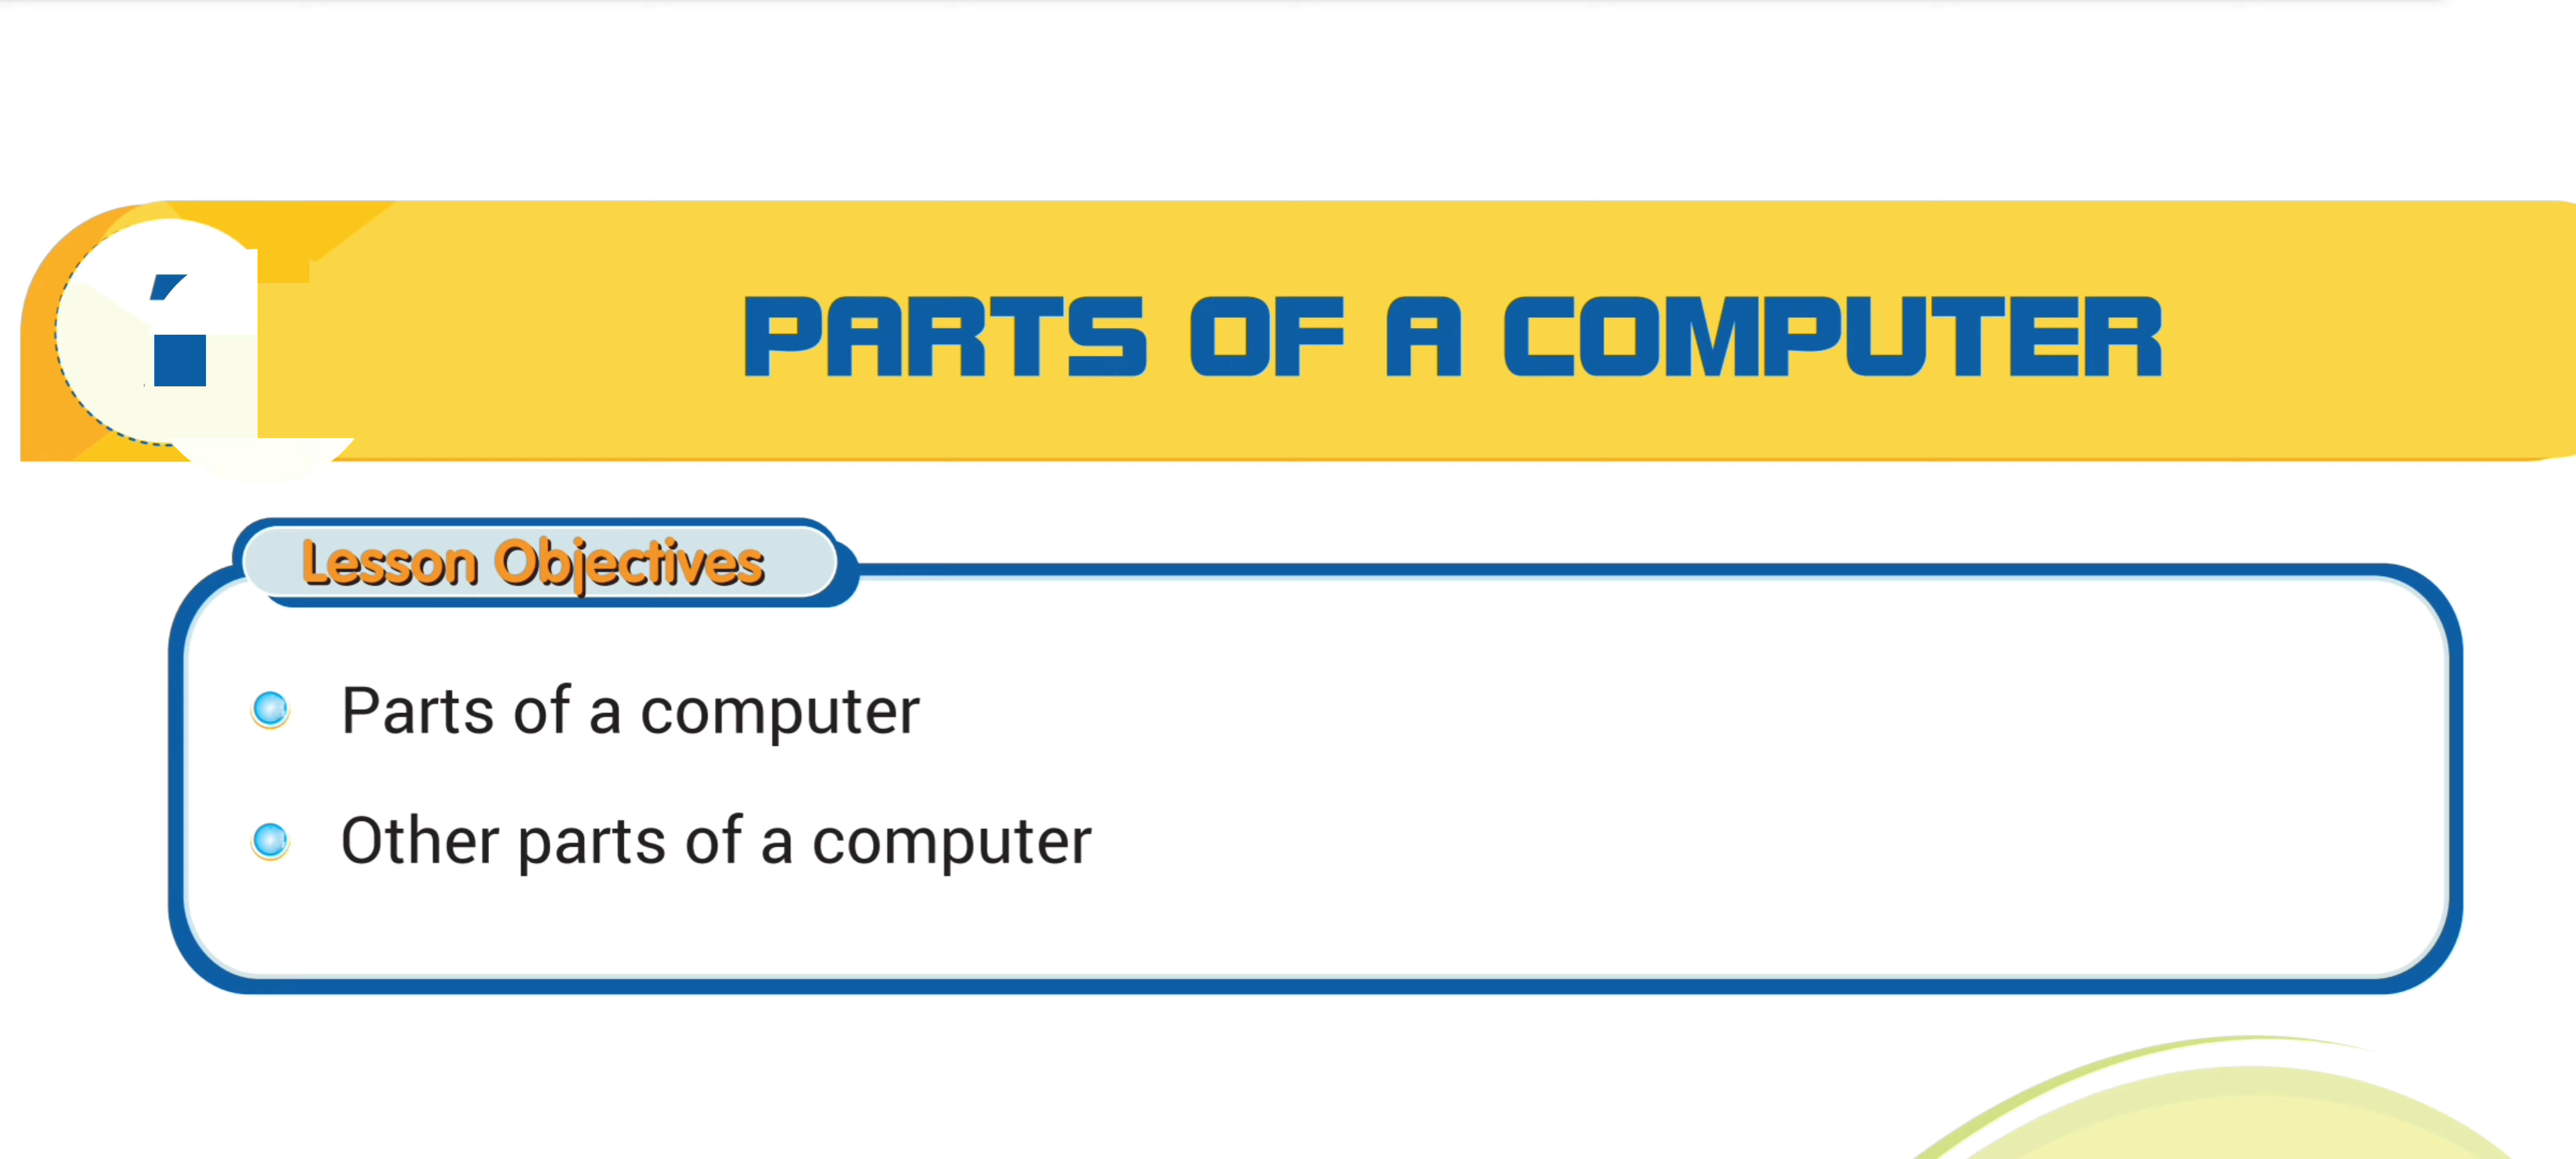 PARTS OF A COMPUTER
Lesson Objectives
Parts of a computer
Other parts of a computer